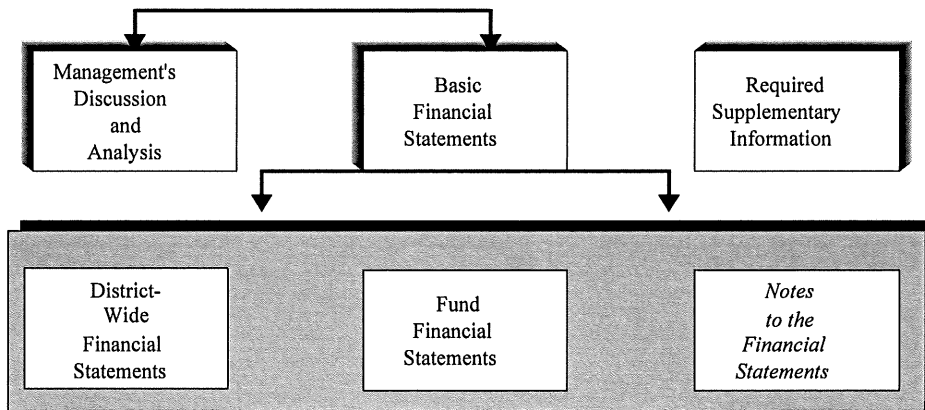 Management's
Discussion
and
Analysis
Basic
Financial
Statements
Required
Supplementary
Information
District-
Wide
Financial
Statements
Fund
Financial
Statements
Notes
to the
Financial
Statements